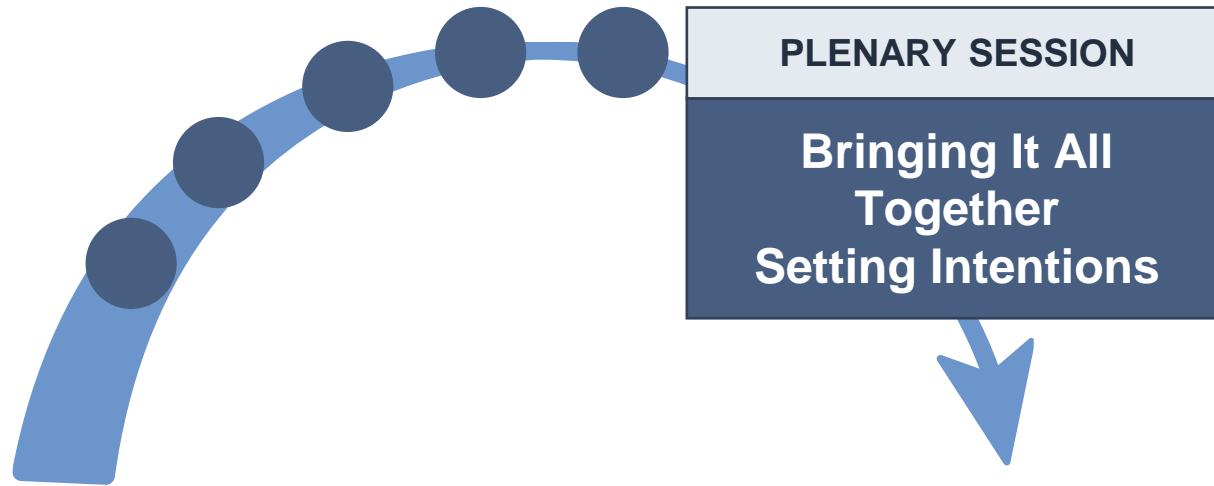 PLENARY SESSION
Bringing It All
Together
Setting Intentions